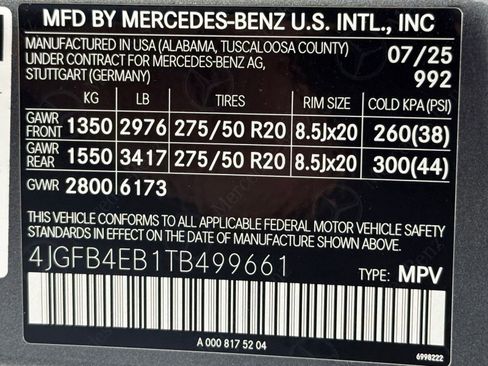 MFD BY MERCEDES-BENZ U.S. INTL., INC
MANUFACTURED IN USA (ALABAMA, TUSCALOOSA COUNTY) 07/25
UNDER CONTRACT FOR MERCEDES-BENZ AG,
STUTTGART (GERMANY) 992
KG LB TIRES RIM SIZE COLD KPA (PSI)
GAWR FRONT 1350 2976 275/50 R20 8.5Jx20 260(38)
GAWR REAR 1550 3417 275/50 R20 8.5Jx20 300(44)
GVWR 2800 6173
THIS VEHICLE CONFORMS TO ALL APPLICABLE FEDERAL MOTOR VEHICLE SAFETY
STANDARDS IN EFFECT ON THE DATE OF MANUFACTURE SHOWN ABOVE.
4JGFB4EB1TB499661 TYPE: MPV
A 000 817 52 04
6998222